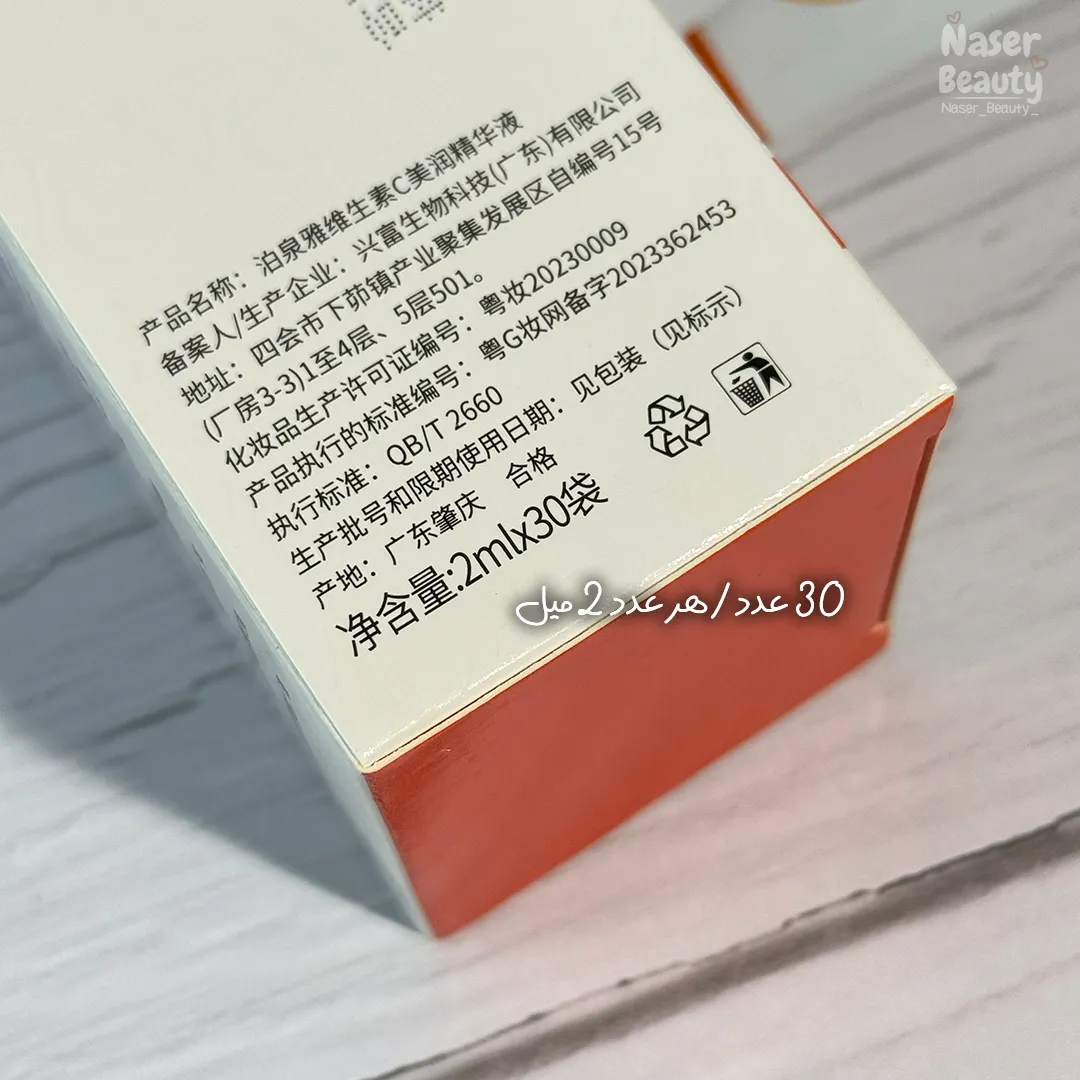 Naser
Beauty
Naser_Beauty_
产品名称：泊泉雅维生素C美润精华液
备案人/生产企业：兴富生物科技(广东)有限公司
地址：四会市下茆镇产业聚集发展区自编号15号
(厂房3-3)1至4层、5层501。
化妆品生产许可证编号：粤妆20230009
产品执行的标准编号：粤G妆网备字2023362453
执行标准：QB/T 2660
生产批号和限期使用日期：见包装（见标示）
产地：广东肇庆 合格
净含量:2mlx30袋
30 عدد / هر عدد 2 میل